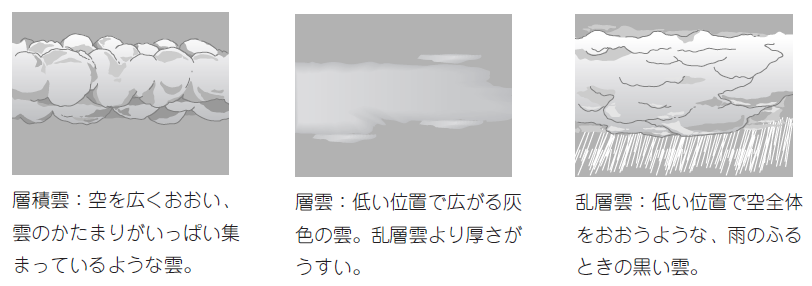 層積雲：空を広くおおい、
雲のかたまりがいっぱい集
まっているような雲。
層雲：低い位置で広がる灰
色の雲。乱層雲より厚さが
うすい。
乱層雲：低い位置で空全体
をおおうような、雨のふる
ときの黒い雲。